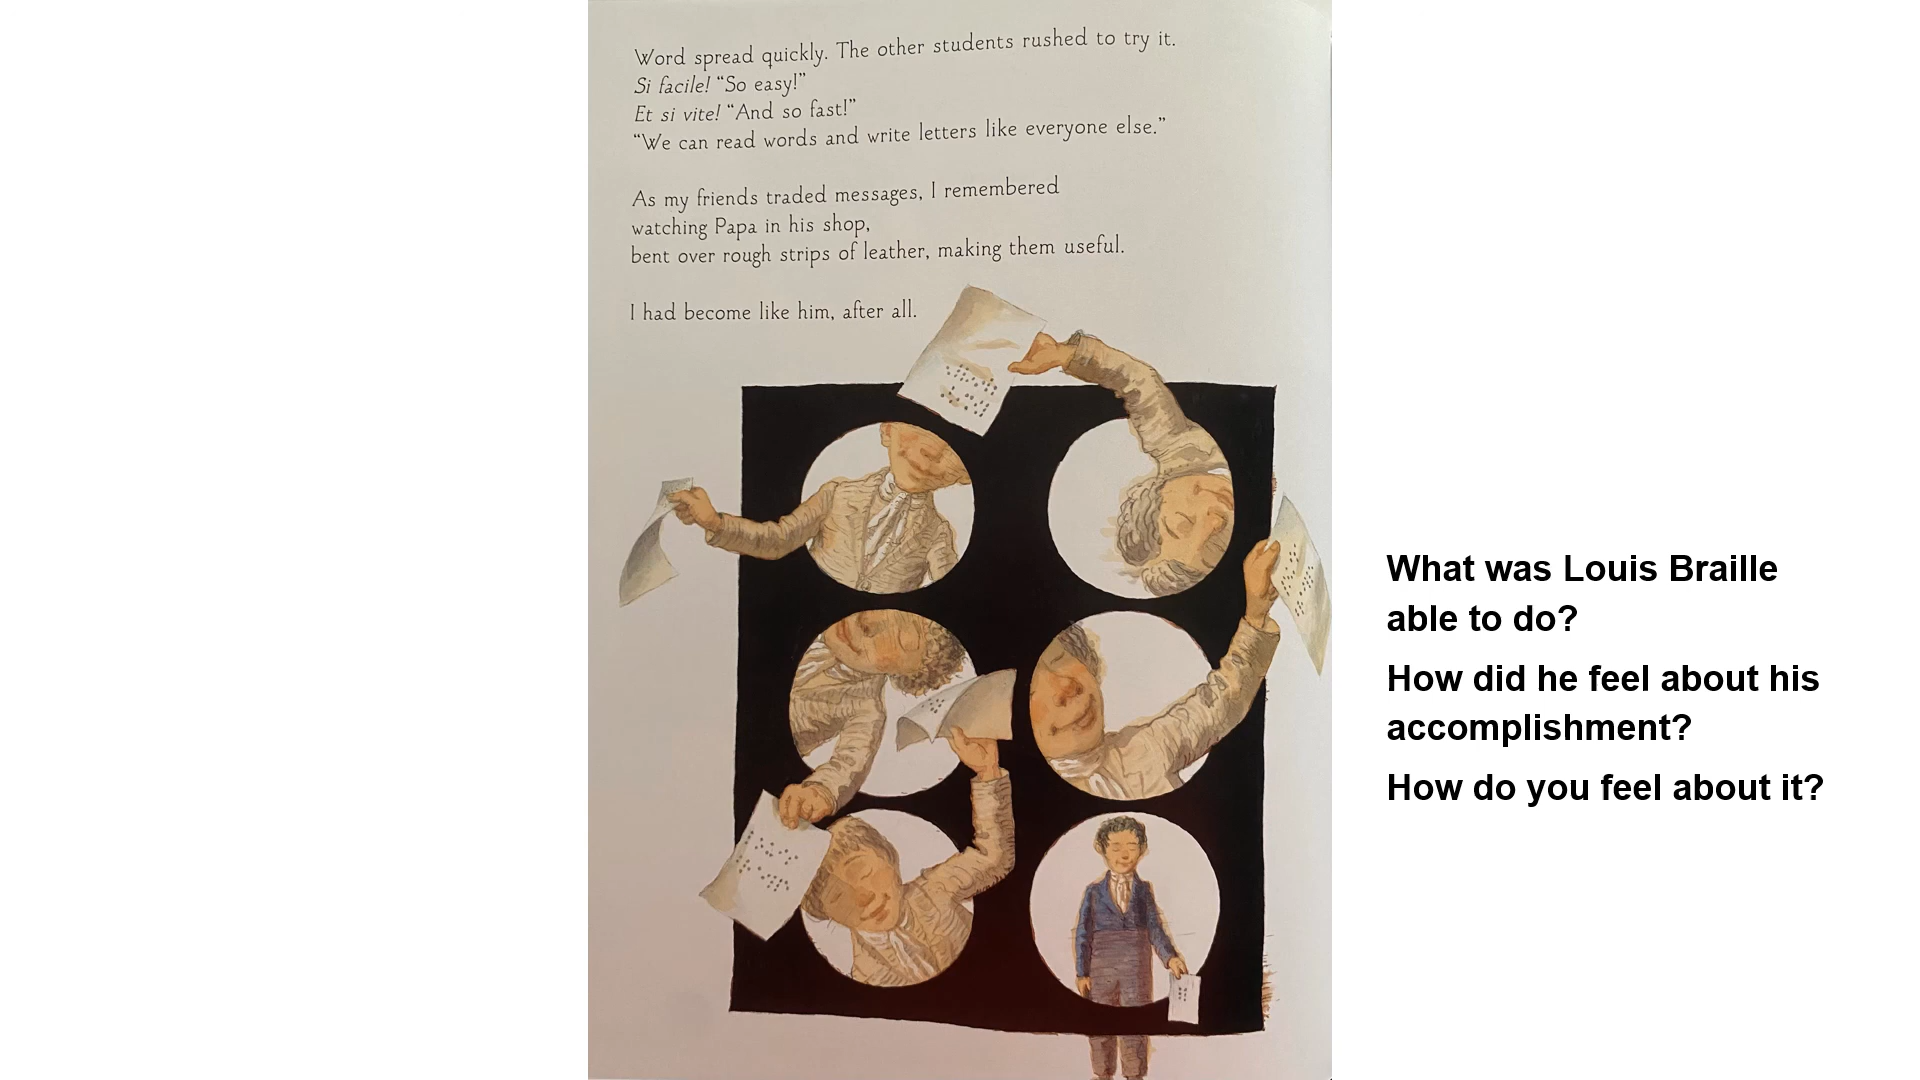 Word spread quickly. The other students rushed to try it.
Si facile! “So easy!”
Et si vite! “And so fast!”
“We can read words and write letters like everyone else.”
As my friends traded messages, I remembered
watching Papa in his shop,
bent over rough strips of leather, making them useful.
I had become like him, after all.
What was Louis Braille
able to do?
How did he feel about his
accomplishment?
How do you feel about it?